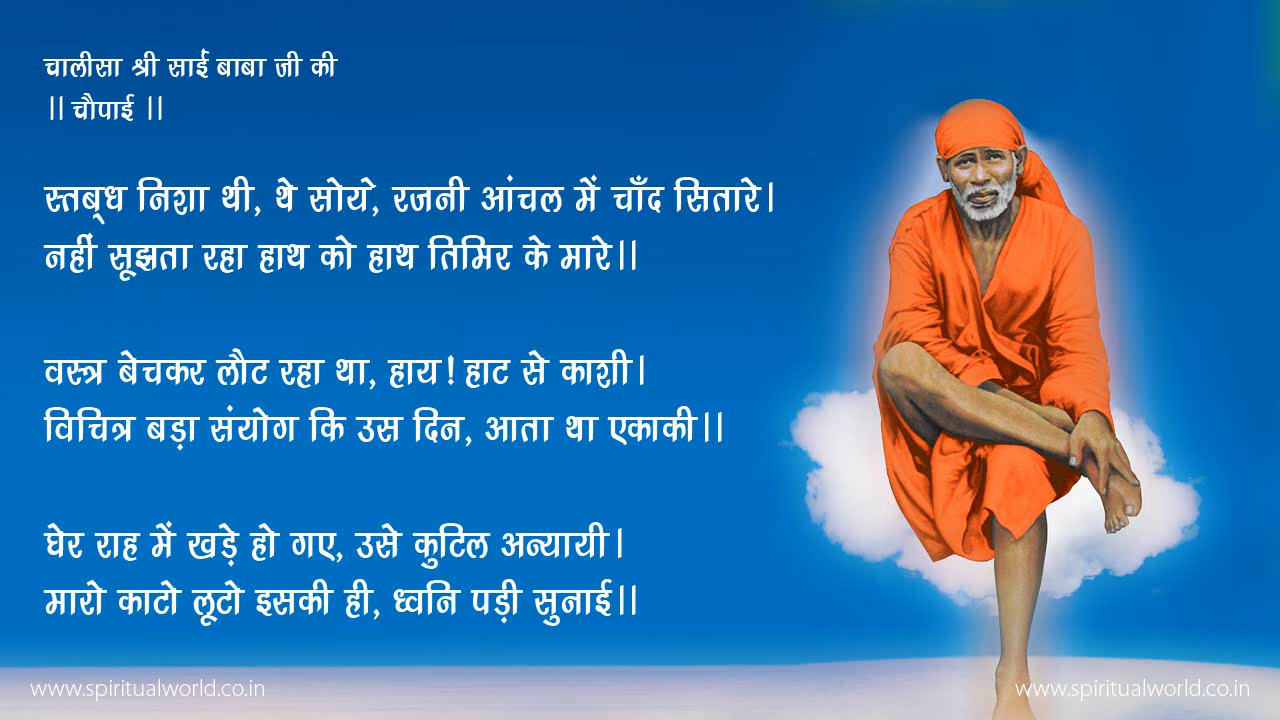 चालीसा श्री साईं बाबा जी की
|| चौपाई ||
स्तब्ध निशा थी, थे सोये, रजनी आंचल में चाँद सितारे।
नहीं सूझता रहा हाथ को हाथ तिमिर के मारे।।
वस्त्र बेचकर लौट रहा था, हाय! हाट से काशी।
विचित्र बड़ा संयोग कि उस दिन, आता था एकाकी।।
घेर राह में खड़े हो गए, उसे कुटिल अन्यायी।
मारो काटो लूटो इसकी ही, ध्वनि पड़ी सुनाई।।
www.spiritualworld.co.in
www.spiritualworld.co.in